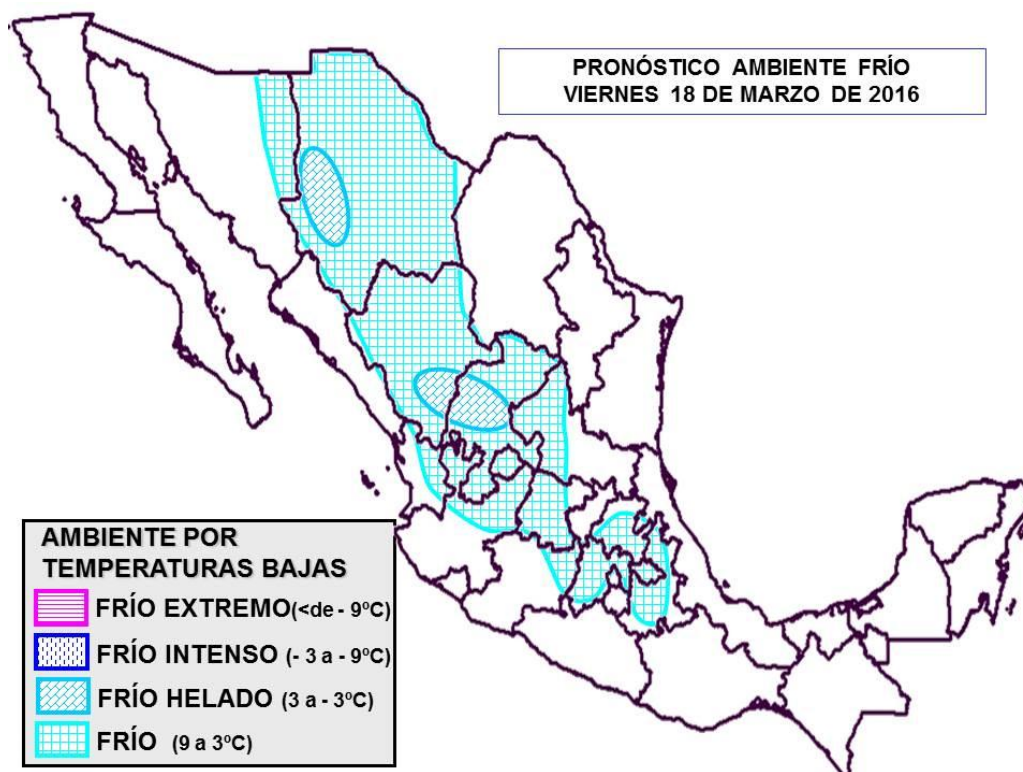 PRONÓSTICO AMBIENTE FRÍO
VIERNES 18 DE MARZO DE 2016
AMBIENTE POR
TEMPERATURAS BAJAS
FRÍO EXTREMO (<de - 9ºC)
FRÍO INTENSO (- 3 a - 9ºC)
FRÍO HELADO (3 a - 3ºC)
FRÍO (9 a 3ºC)